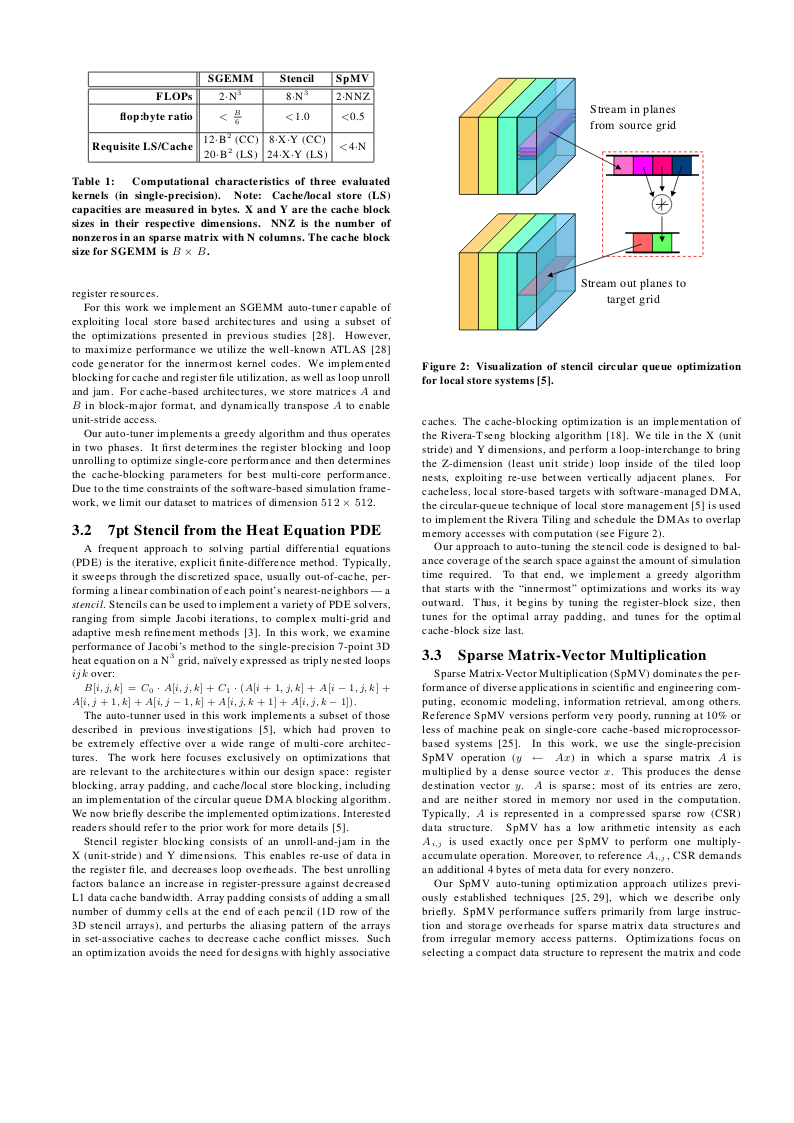 SGEMM Stencil SpMV
FLOPs 2·N³ 8·N³ 2·NNZ
flop:byte ratio < B/6 <1.0 <0.5
Requisite LS/Cache 12·B² (CC) 8·X·Y (CC) <4·N
20·B² (LS) 24·X·Y (LS)
Table 1: Computational characteristics of three evaluated
kernels (in single-precision). Note: Cache/local store (LS)
capacities are measured in bytes. X and Y are the cache block
sizes in their respective dimensions. NNZ is the number of
nonzeros in an sparse matrix with N columns. The cache block
size for SGEMM is B × B.
register resources.
For this work we implement an SGEMM auto-tuner capable of
exploiting local store based architectures and using a subset of
the optimizations presented in previous studies [28]. However,
to maximize performance we utilize the well-known ATLAS [28]
code generator for the innermost kernel codes. We implemented
blocking for cache and register file utilization, as well as loop unroll
and jam. For cache-based architectures, we store matrices A and
B in block-major format, and dynamically transpose A to enable
unit-stride access.
Our auto-tuner implements a greedy algorithm and thus operates
in two phases. It first determines the register blocking and loop
unrolling to optimize single-core performance and then determines
the cache-blocking parameters for best multi-core performance.
Due to the time constraints of the software-based simulation frame-
work, we limit our dataset to matrices of dimension 512 × 512.
3.2 7pt Stencil from the Heat Equation PDE
A frequent approach to solving partial differential equations
(PDE) is the iterative, explicit finite-difference method. Typically,
it sweeps through the discretized space, usually out-of-cache, per-
forming a linear combination of each point's nearest-neighbors — a
stencil. Stencils can be used to implement a variety of PDE solvers,
ranging from simple Jacobi iterations, to complex multi-grid and
adaptive mesh refinement methods [3]. In this work, we examine
performance of Jacobi's method to the single-precision 7-point 3D
heat equation on a N³ grid, naïvely expressed as triply nested loops
ijk over:
B[i, j, k] = C₀ · A[i, j, k] + C₁ · (A[i + 1, j, k] + A[i − 1, j, k] +
A[i, j + 1, k] + A[i, j − 1, k] + A[i, j, k + 1] + A[i, j, k − 1]).
The auto-tunner used in this work implements a subset of those
described in previous investigations [5], which had proven to
be extremely effective over a wide range of multi-core architec-
tures. The work here focuses exclusively on optimizations that
are relevant to the architectures within our design space: register
blocking, array padding, and cache/local store blocking, including
an implementation of the circular queue DMA blocking algorithm.
We now briefly describe the implemented optimizations. Interested
readers should refer to the prior work for more details [5].
Stencil register blocking consists of an unroll-and-jam in the
X (unit-stride) and Y dimensions. This enables re-use of data in
the register file, and decreases loop overheads. The best unrolling
factors balance an increase in register-pressure against decreased
L1 data cache bandwidth. Array padding consists of adding a small
number of dummy cells at the end of each pencil (1D row of the
3D stencil arrays), and perturbs the aliasing pattern of the arrays
in set-associative caches to decrease cache conflict misses. Such
an optimization avoids the need for designs with highly associative
Stream in planes
from source grid
+
Stream out planes to
target grid
Figure 2: Visualization of stencil circular queue optimization
for local store systems [5].
caches. The cache-blocking optimization is an implementation of
the Rivera-Tseng blocking algorithm [18]. We tile in the X (unit
stride) and Y dimensions, and perform a loop-interchange to bring
the Z-dimension (least unit stride) loop inside of the tiled loop
nests, exploiting re-use between vertically adjacent planes. For
cacheless, local store-based targets with software-managed DMA,
the circular-queue technique of local store management [5] is used
to implement the Rivera Tiling and schedule the DMAs to overlap
memory accesses with computation (see Figure 2).
Our approach to auto-tuning the stencil code is designed to bal-
ance coverage of the search space against the amount of simulation
time required. To that end, we implement a greedy algorithm
that starts with the “innermost” optimizations and works its way
outward. Thus, it begins by tuning the register-block size, then
tunes for the optimal array padding, and tunes for the optimal
cache-block size last.
3.3 Sparse Matrix-Vector Multiplication
Sparse Matrix-Vector Multiplication (SpMV) dominates the per-
formance of diverse applications in scientific and engineering com-
puting, economic modeling, information retrieval, among others.
Reference SpMV versions perform very poorly, running at 10% or
less of machine peak on single-core cache-based microprocessor-
based systems [25]. In this work, we use the single-precision
SpMV operation (y ← Ax) in which a sparse matrix A is
multiplied by a dense source vector x. This produces the dense
destination vector y. A is sparse; most of its entries are zero,
and are neither stored in memory nor used in the computation.
Typically, A is represented in a compressed sparse row (CSR)
data structure. SpMV has a low arithmetic intensity as each
Aᵢ,ⱼ is used exactly once per SpMV to perform one multiply-
accumulate operation. Moreover, to reference Aᵢ,ⱼ, CSR demands
an additional 4 bytes of meta data for every nonzero.
Our SpMV auto-tuning optimization approach utilizes previ-
ously established techniques [25, 29], which we describe only
briefly. SpMV performance suffers primarily from large instruc-
tion and storage overheads for sparse matrix data structures and
from irregular memory access patterns. Optimizations focus on
selecting a compact data structure to represent the matrix and code